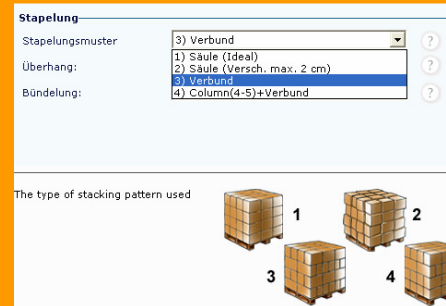 Stapelung
Stapelungsmuster 3) Verbund ?
1) Säule (Ideal)
Überhang: 2) Säule (Versch. max. 2 cm) ?
3) Verbund
Bündelung: 4) Column(4-5)+Verbund ?
The type of stacking pattern used
1 2
3 4